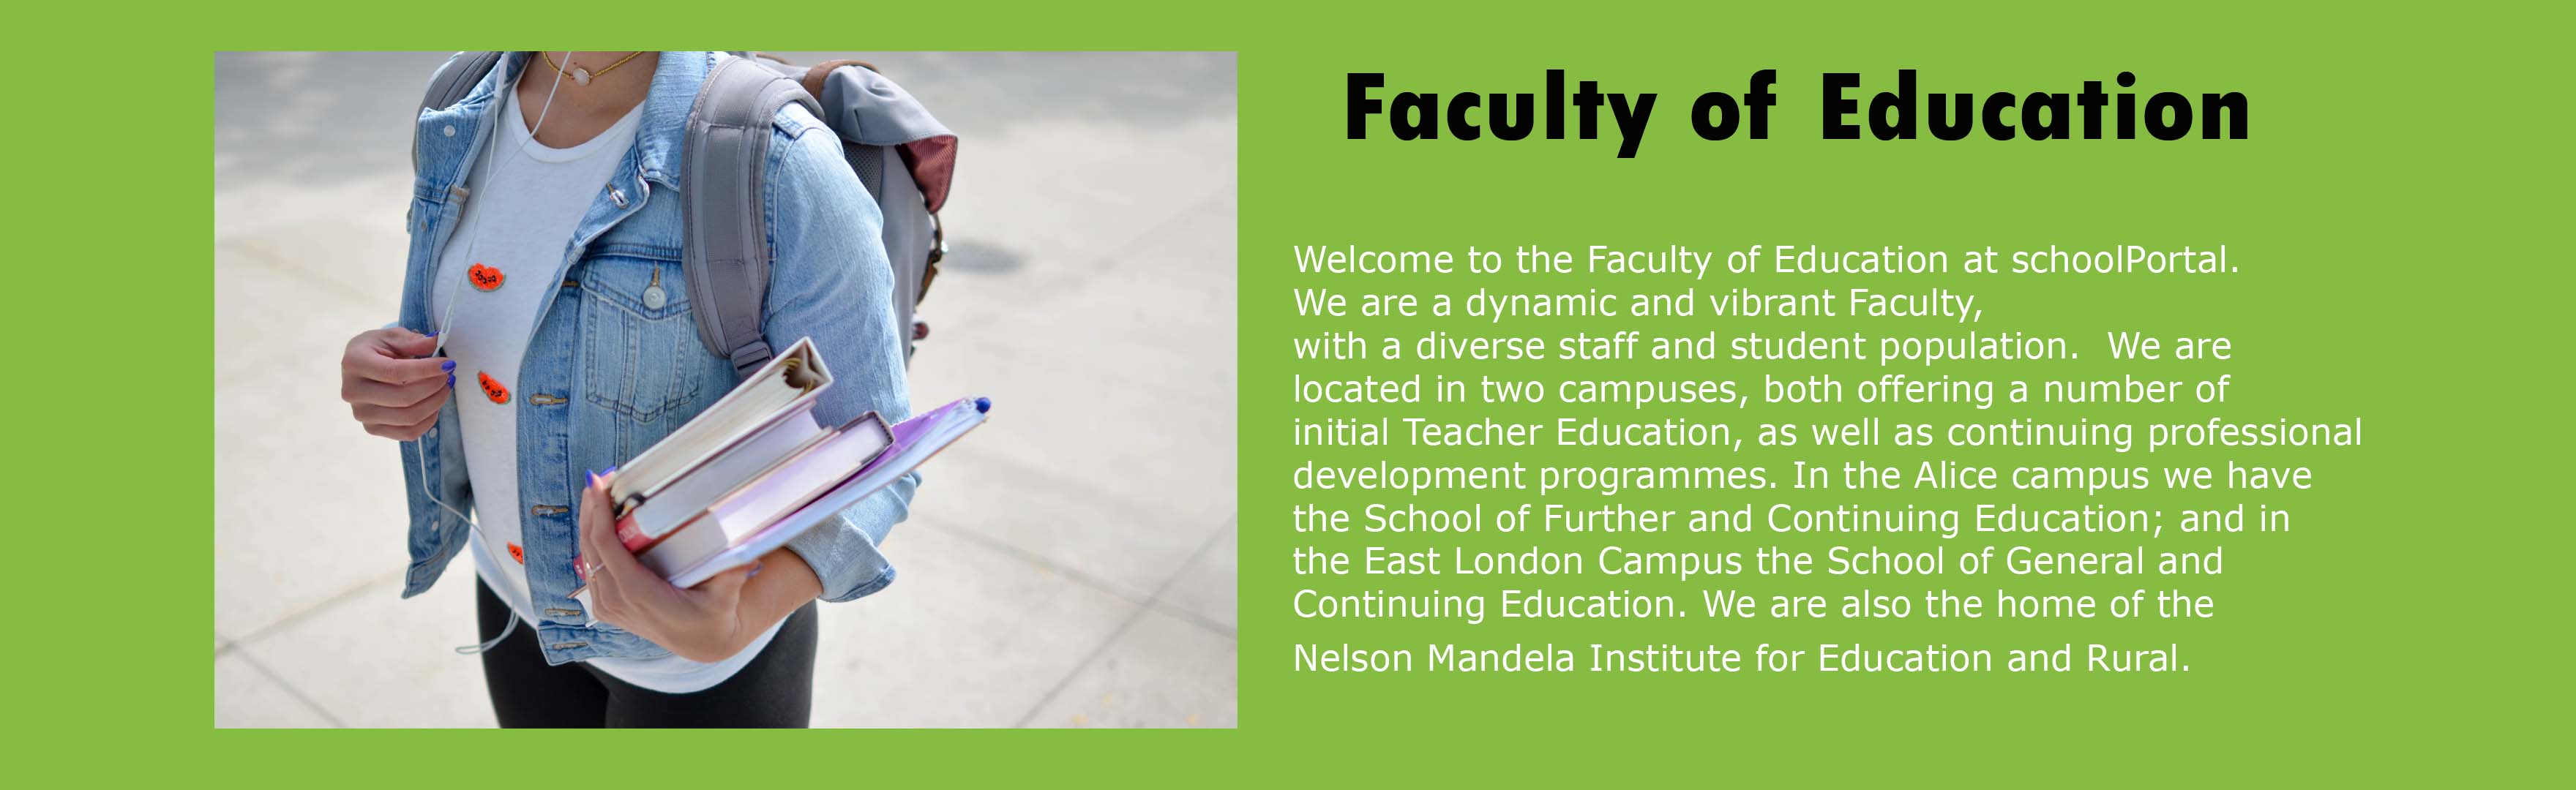 Faculty of Education
Welcome to the Faculty of Education at schoolPortal.
We are a dynamic and vibrant Faculty,
with a diverse staff and student population.  We are
located in two campuses, both offering a number of
initial Teacher Education, as well as continuing professional
development programmes. In the Alice campus we have
the School of Further and Continuing Education; and in
the East London Campus the School of General and
Continuing Education. We are also the home of the
Nelson Mandela Institute for Education and Rural.